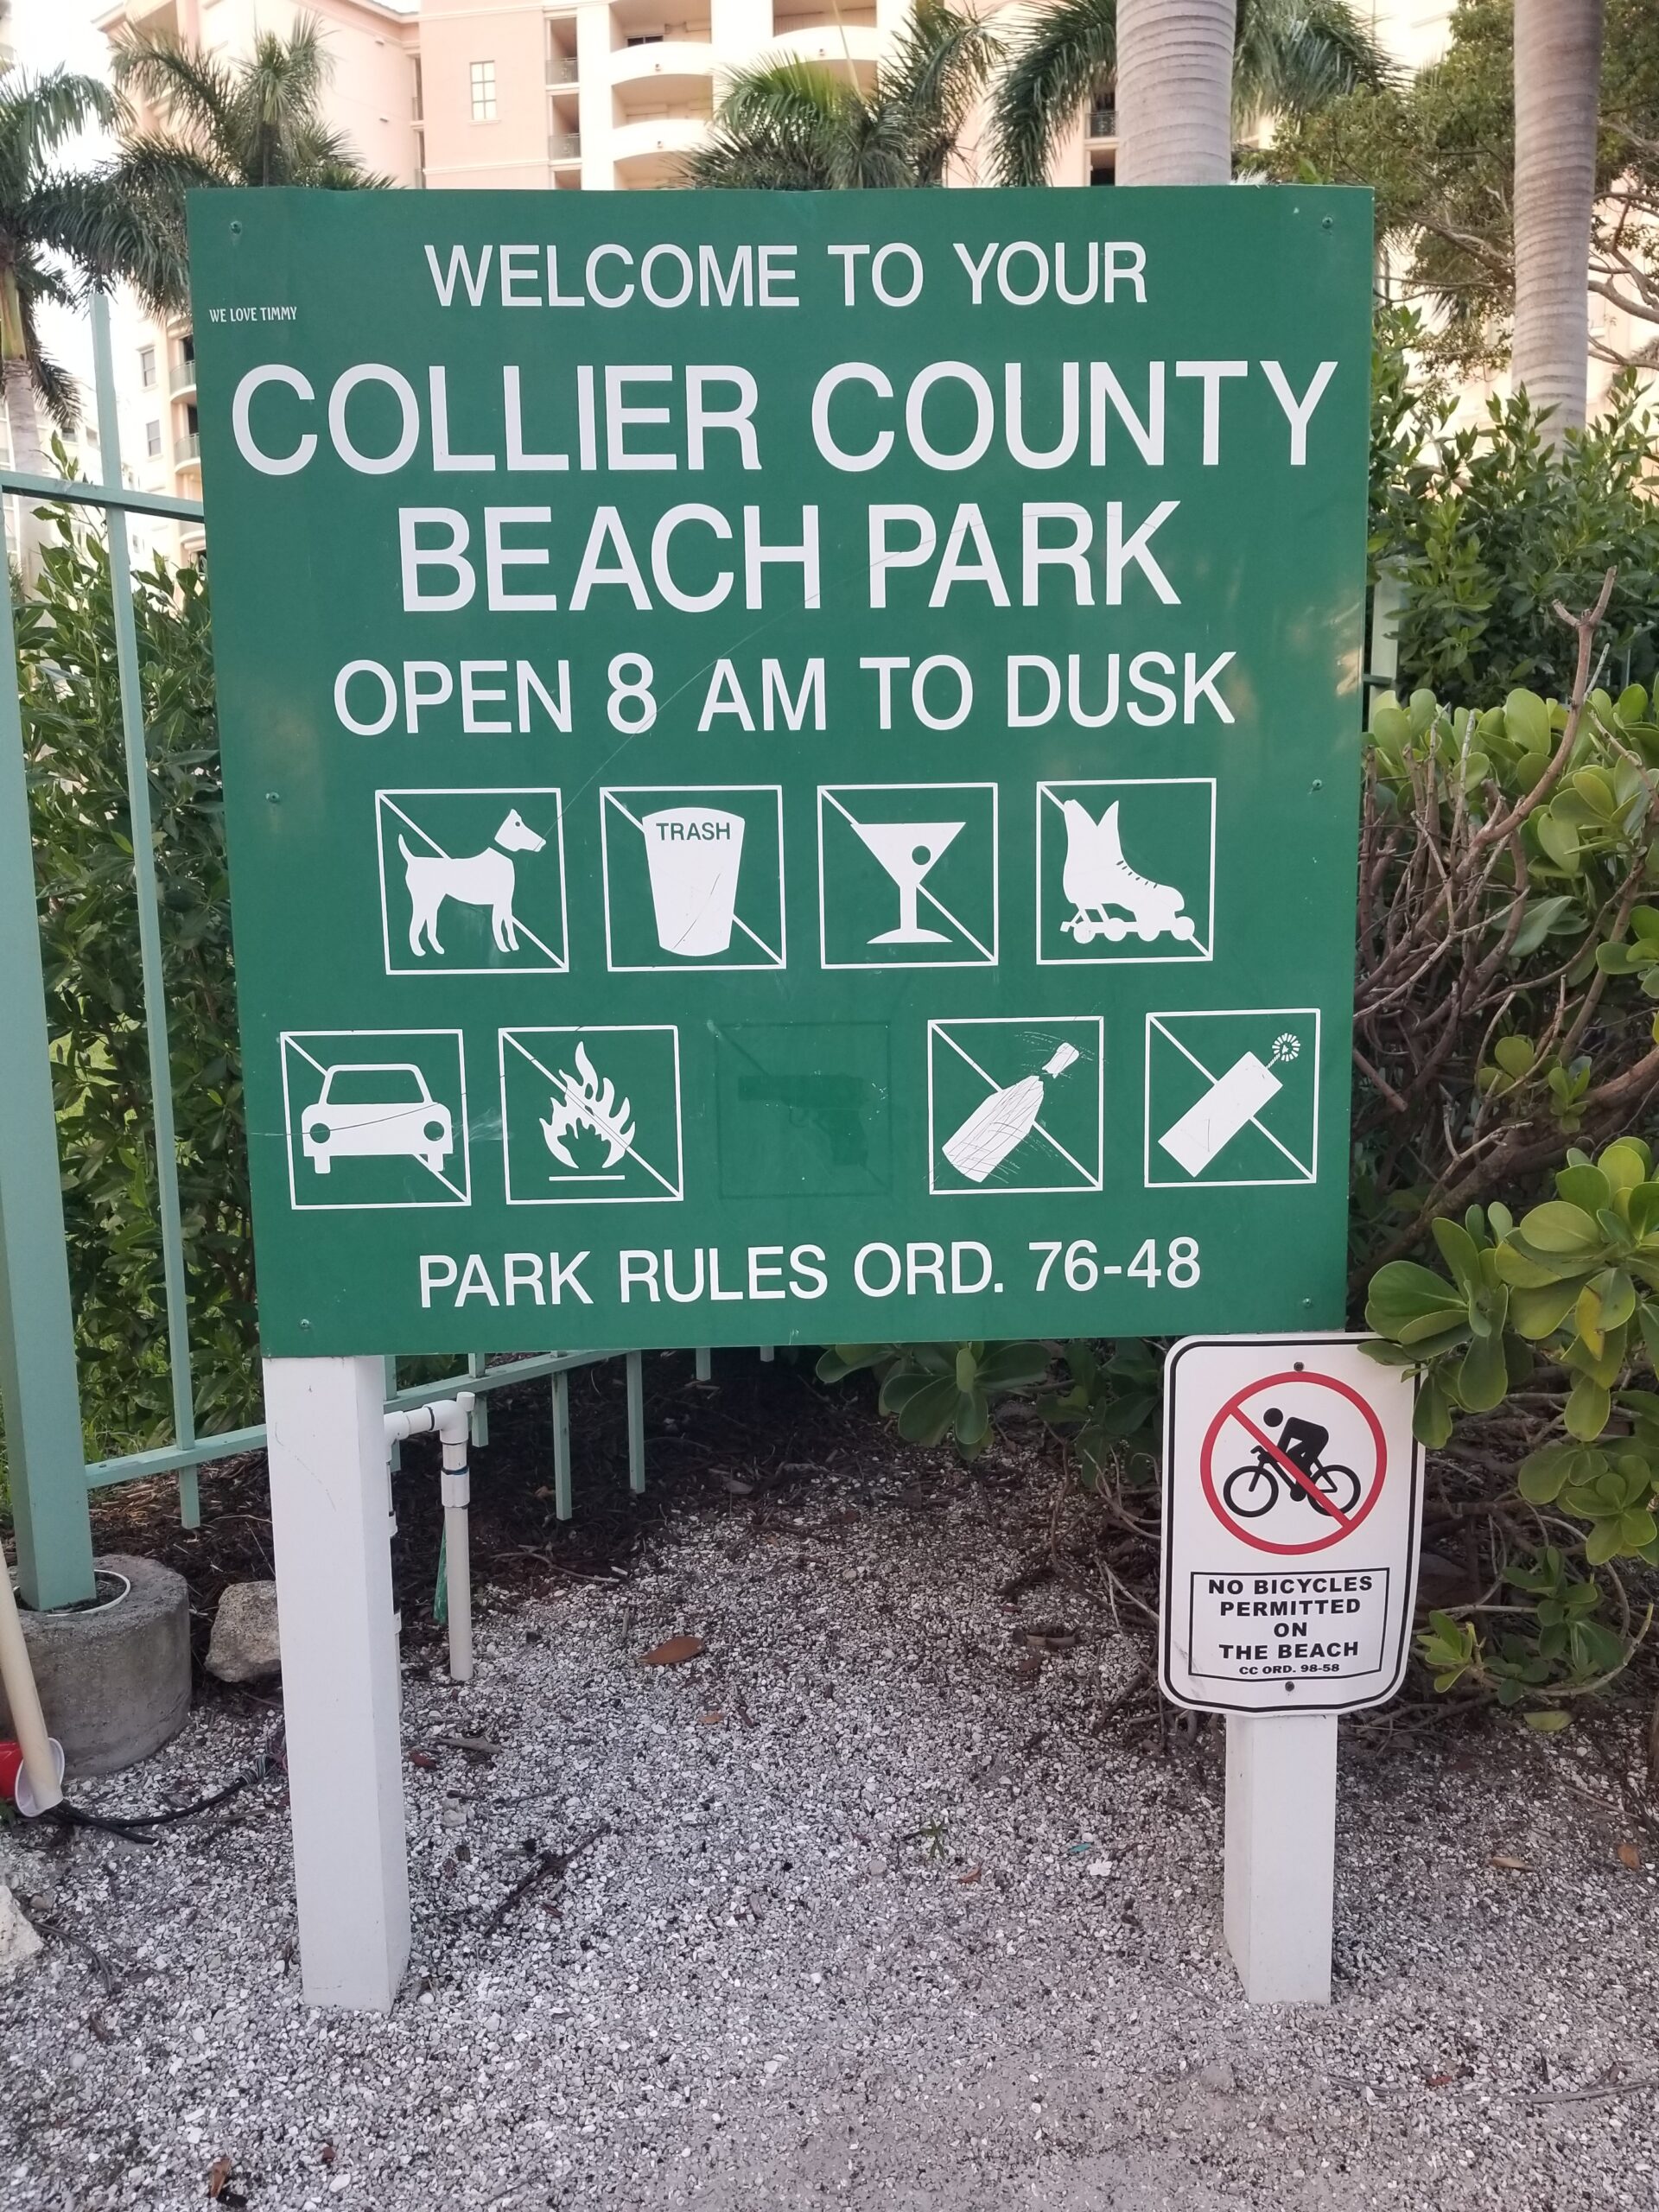 WELCOME TO YOUR
WE LOVE TIMMY
COLLIER COUNTY
BEACH PARK
OPEN 8 AM TO DUSK
TRASH
PARK RULES ORD. 76-48
NO BICYCLES
PERMITTED
ON
THE BEACH
CC ORD. 98-58